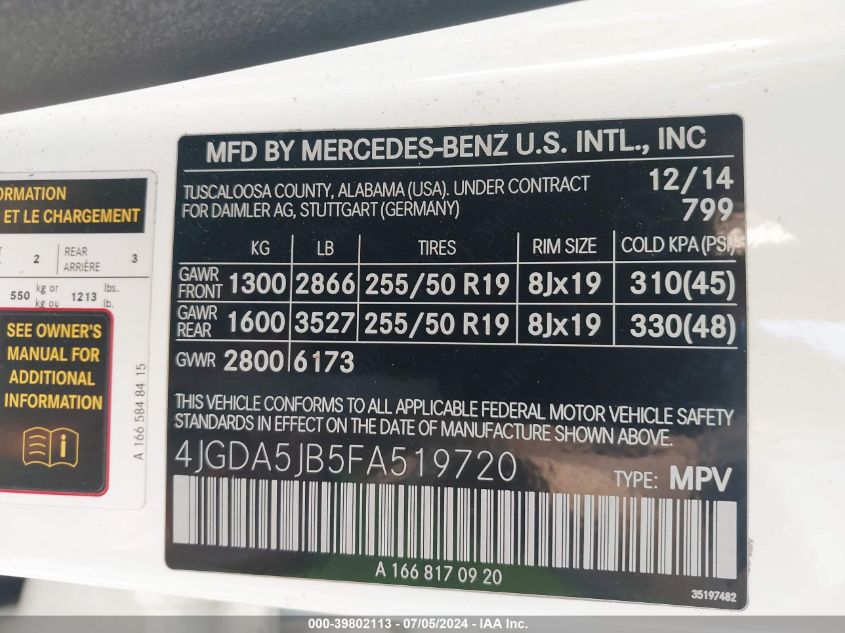 ORMATION
ET LE CHARGEMENT
2 REAR ARRIÈRE 3
550 kg or kg ou 1213 lbs. lb.
SEE OWNER'S
MANUAL FOR
ADDITIONAL
INFORMATION
A 166 584 84 15
MFD BY MERCEDES-BENZ U.S. INTL., INC
TUSCALOOSA COUNTY, ALABAMA (USA). UNDER CONTRACT 12/14
FOR DAIMLER AG, STUTTGART (GERMANY) 799
KG LB TIRES RIM SIZE COLD KPA (PSI)
GAWR FRONT 1300 2866 255/50 R19 8Jx19 310(45)
GAWR REAR 1600 3527 255/50 R19 8Jx19 330(48)
GVWR 2800 6173
THIS VEHICLE CONFORMS TO ALL APPLICABLE FEDERAL MOTOR VEHICLE SAFETY
STANDARDS IN EFFECT ON THE DATE OF MANUFACTURE SHOWN ABOVE.
4JGDA5JB5FA519720 TYPE: MPV
A 166 817 09 20
35197482
000-39802113 - 07/05/2024 - IAA Inc.